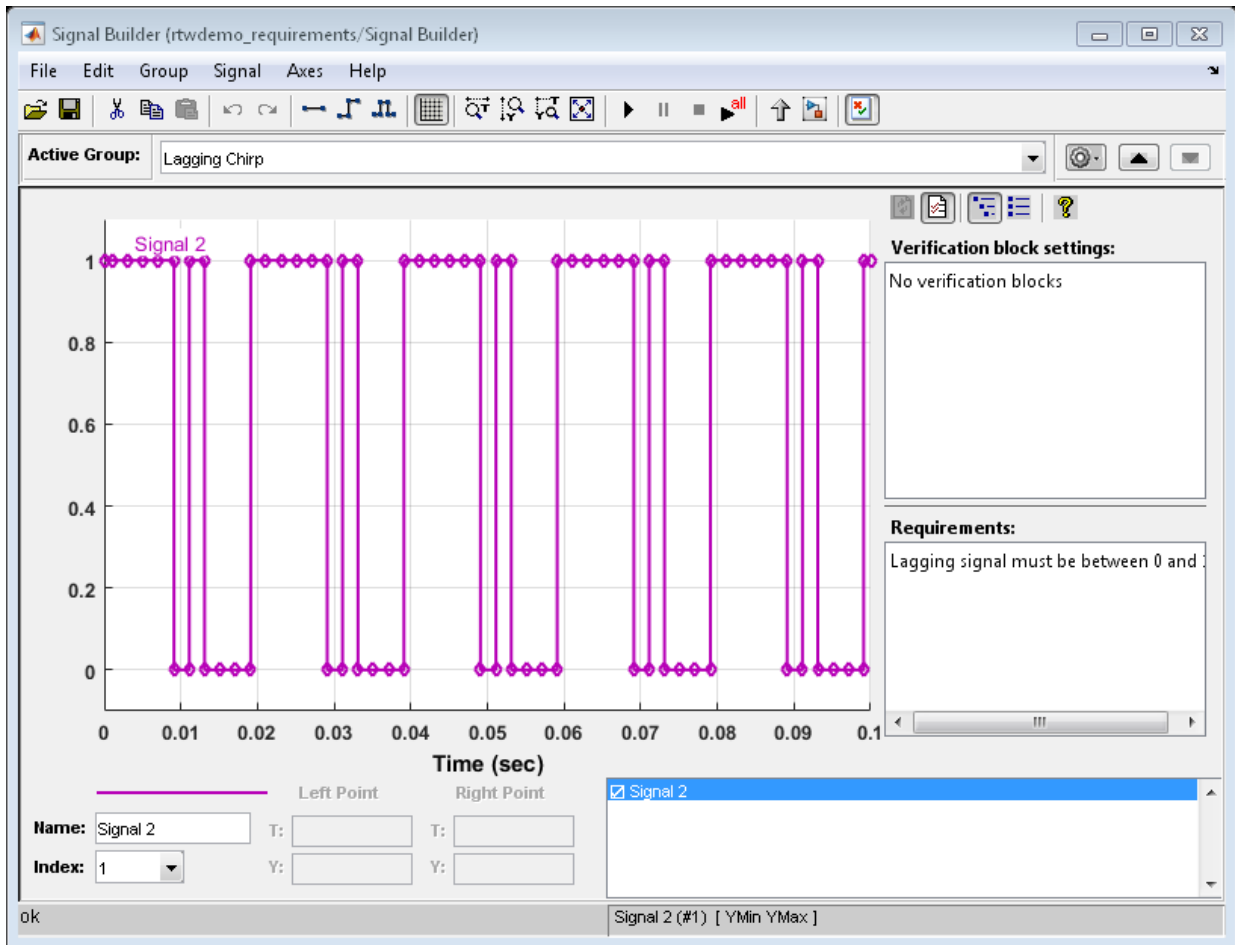 Signal Builder (rtwdemo_requirements/Signal Builder)
File Edit Group Signal Axes Help
all
Active Group: Lagging Chirp
Signal 2
1
0.8
0.6
0.4
0.2
0
0 0.01 0.02 0.03 0.04 0.05 0.06 0.07 0.08 0.09 0.1
Time (sec)
Verification block settings:
No verification blocks
Requirements:
Lagging signal must be between 0 and
Left Point Right Point
Name: Signal 2 T: T:
Index: 1 Y: Y:
Signal 2
ok
Signal 2 (#1) [ YMin YMax ]